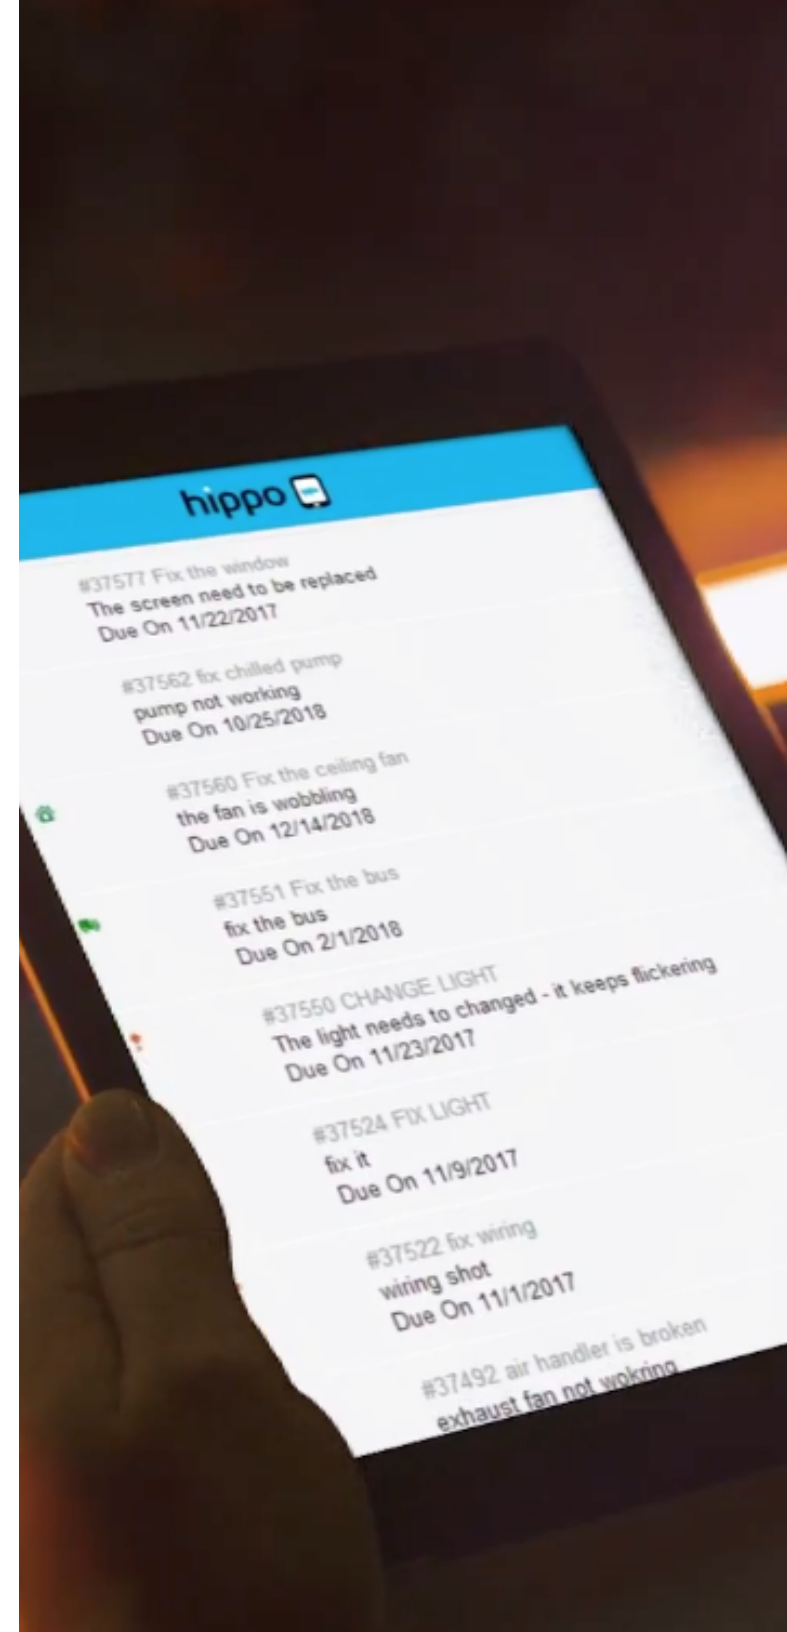 hippo
#37577 Fix the window
The screen need to be replaced
Due On 11/22/2017
#37562 fix chilled pump
pump not working
Due On 10/25/2018
#37560 Fix the ceiling fan
the fan is wobbling
Due On 12/14/2018
#37551 Fix the bus
fix the bus
Due On 2/1/2018
#37550 CHANGE LIGHT
The light needs to changed - it keeps flickering
Due On 11/23/2017
#37524 FIX LIGHT
fix it
Due On 11/9/2017
#37522 fix wiring
wiring shot
Due On 11/1/2017
#37492 air handler is broken
exhaust fan not wokring